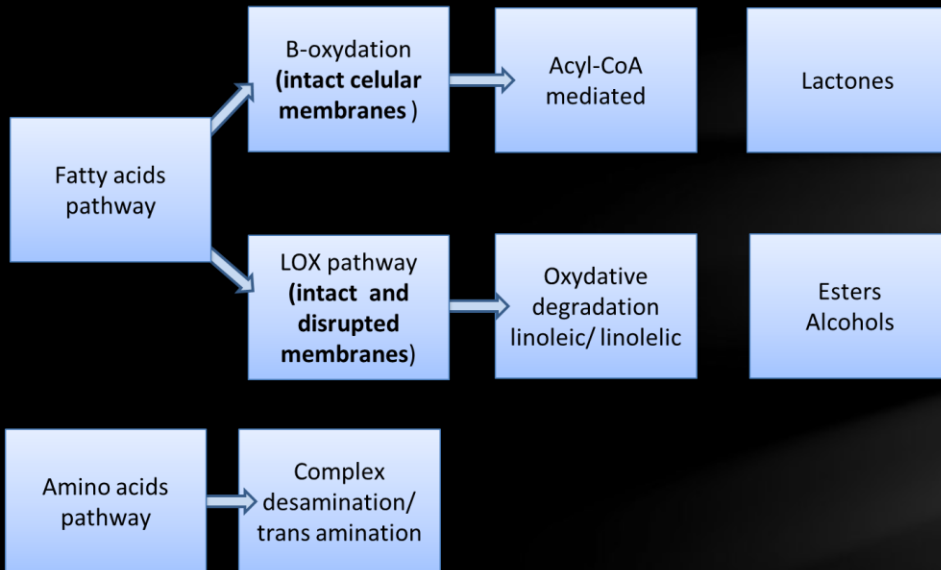 B-oxydation
(intact celular
membranes )
Acyl-CoA
mediated
Lactones
Fatty acids
pathway
LOX pathway
(intact and
disrupted
membranes)
Oxydative
degradation
linoleic/ linolelic
Esters
Alcohols
Amino acids
pathway
Complex
desamination/
trans amination